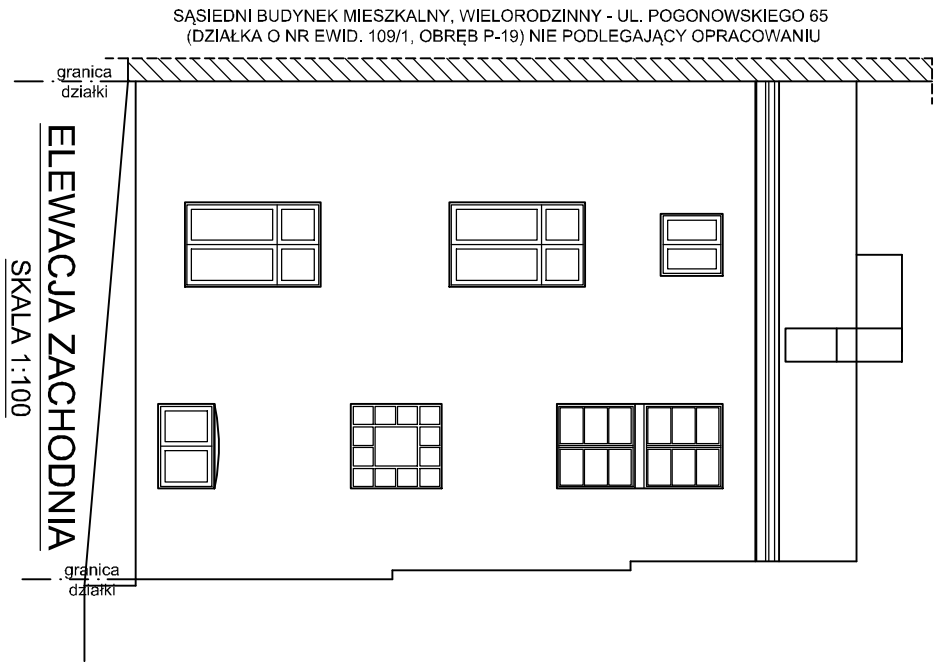 SĄSIEDNI BUDYNEK MIESZKALNY, WIELORODZINNY - UL. POGONOWSKIEGO 65
(DZIAŁKA O NR EWID. 109/1, OBRĘB P-19) NIE PODLEGAJĄCY OPRACOWANIU
granica
działki
ELEWACJA ZACHODNIA
SKALA 1:100
granica
działki